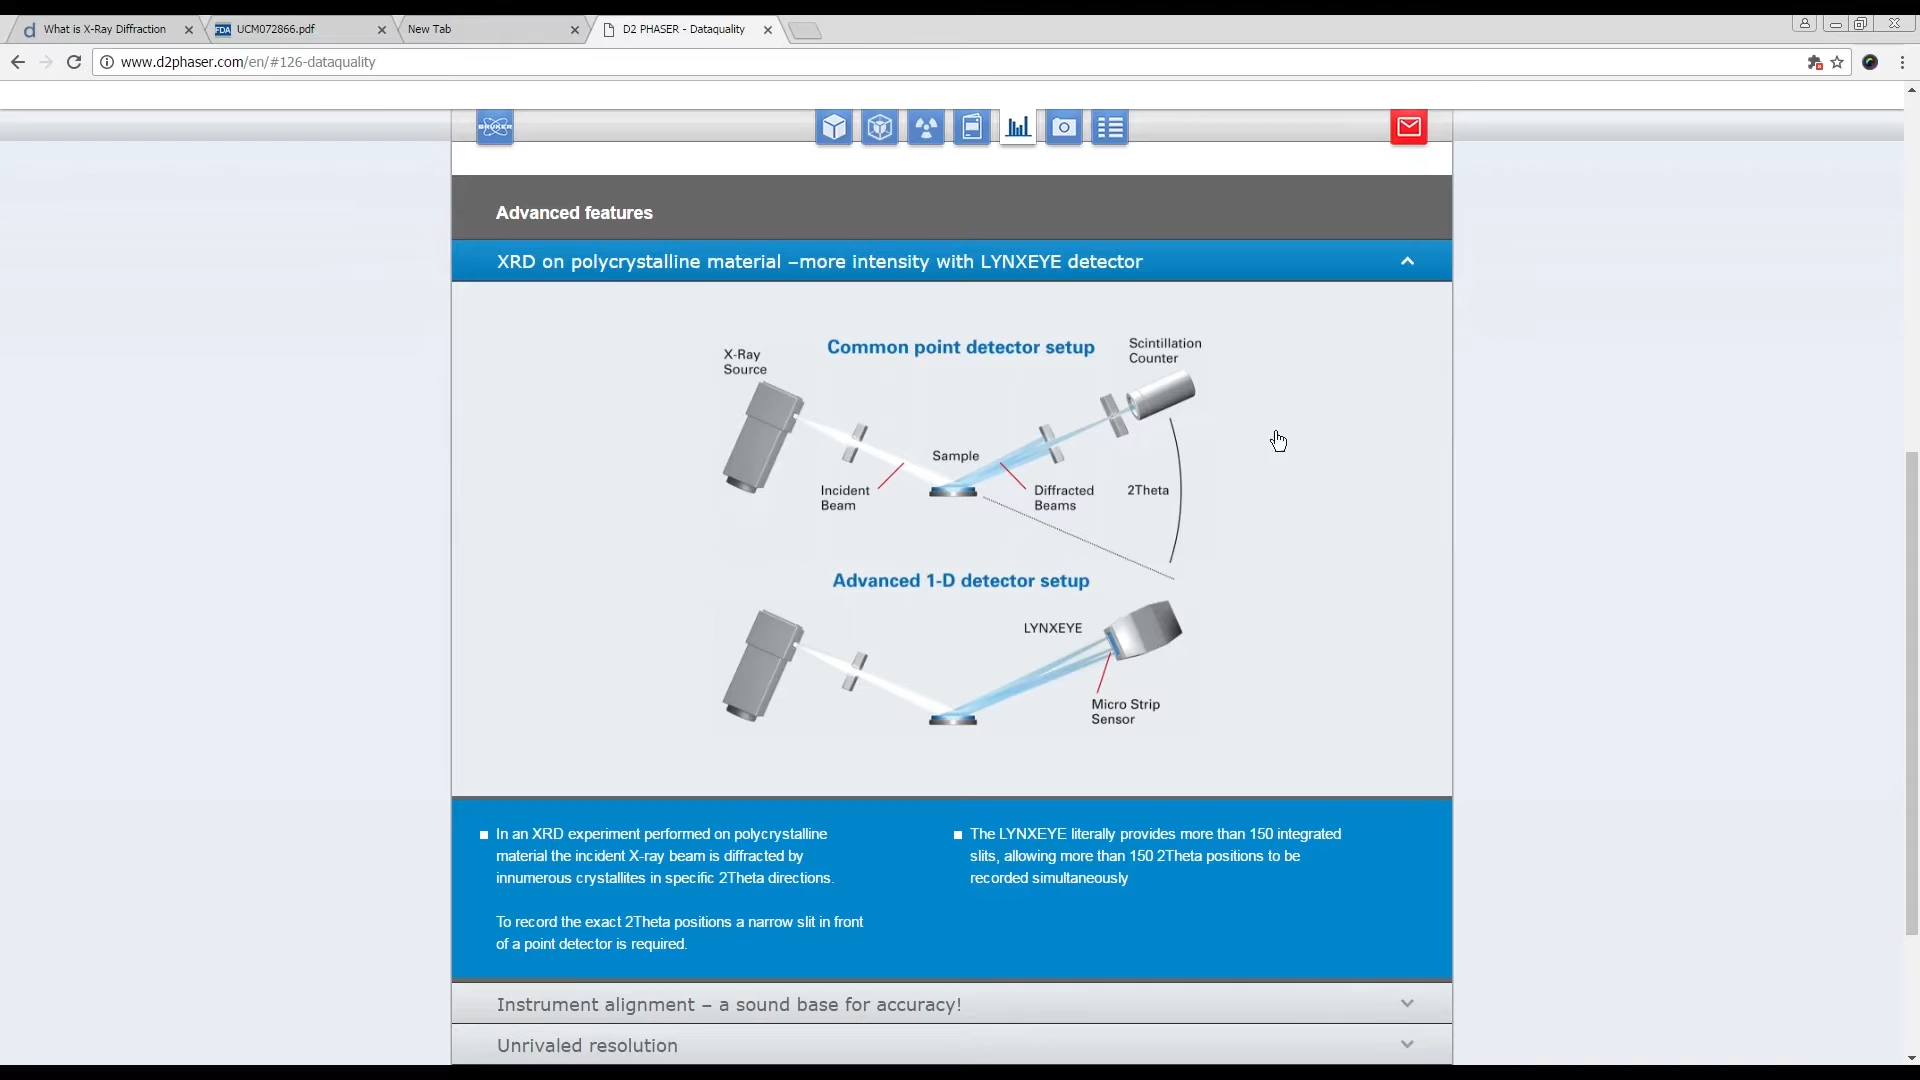 What is X-Ray Diffraction
FDA UCM072866.pdf
New Tab
D2 PHASER - Dataquality
www.d2phaser.com/en/#126-dataquality
BRUKER
Advanced features
XRD on polycrystalline material –more intensity with LYNXEYE detector
Common point detector setup
X-Ray
Source
Scintillation
Counter
Sample
Incident
Beam
Diffracted
Beams
2Theta
Advanced 1-D detector setup
LYNXEYE
Micro Strip
Sensor
In an XRD experiment performed on polycrystalline
material the incident X-ray beam is diffracted by
innumerous crystallites in specific 2Theta directions.
To record the exact 2Theta positions a narrow slit in front
of a point detector is required.
The LYNXEYE literally provides more than 150 integrated
slits, allowing more than 150 2Theta positions to be
recorded simultaneously
Instrument alignment – a sound base for accuracy!
Unrivaled resolution